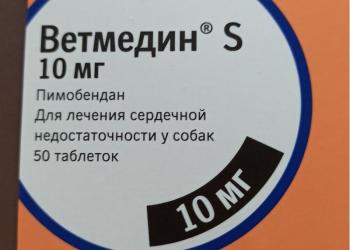 Ветмедин® S
10 мг
Пимобендан
Для лечения сердечной
недостаточности у собак
50 таблеток
10 мг